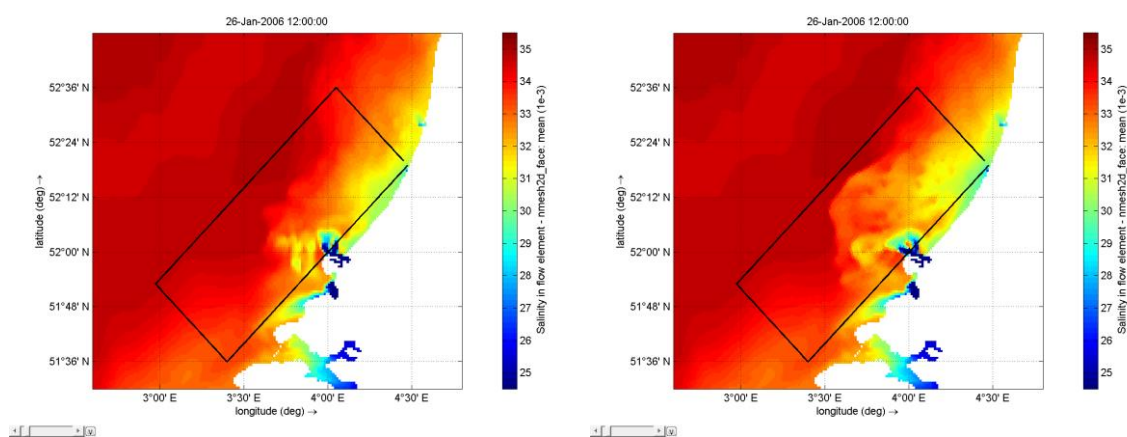 26-Jan-2006 12:00:00
52°36' N
52°24' N
52°12' N
52°00' N
51°48' N
51°36' N
latitude (deg) →
3°00' E
3°30' E
4°00' E
4°30' E
longitude (deg) →
35
34
33
32
31
30
29
28
27
26
25
Salinity in flow element - nmesh2d_face: mean (1e-3)
v
26-Jan-2006 12:00:00
52°36' N
52°24' N
52°12' N
52°00' N
51°48' N
51°36' N
latitude (deg) →
3°00' E
3°30' E
4°00' E
4°30' E
longitude (deg) →
35
34
33
32
31
30
29
28
27
26
25
Salinity in flow element - nmesh2d_face: mean (1e-3)
v